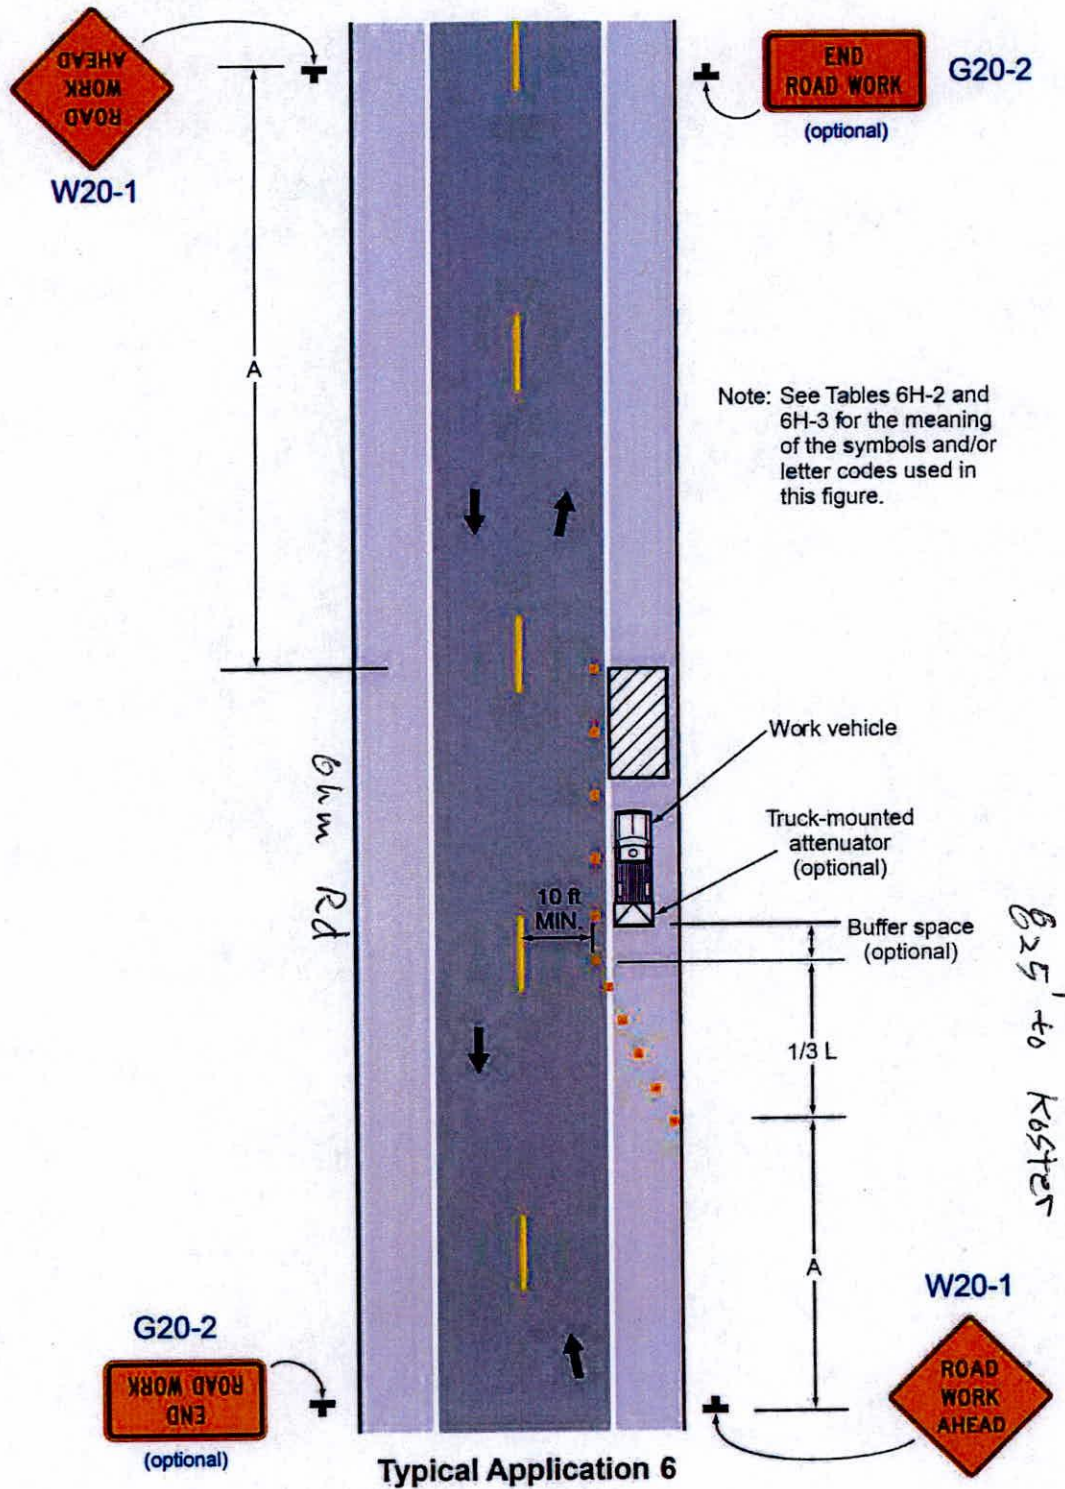 ROAD
WORK
AHEAD
W20-1
END
ROAD WORK
(optional)
G20-2
A
Note: See Tables 6H-2 and
6H-3 for the meaning
of the symbols and/or
letter codes used in
this figure.
Work vehicle
Truck-mounted
attenuator
(optional)
10 ft
MIN.
Buffer space
(optional)
Ohm Rd
825' to Koster
1/3 L
A
W20-1
ROAD
WORK
AHEAD
G20-2
END
ROAD WORK
(optional)
Typical Application 6